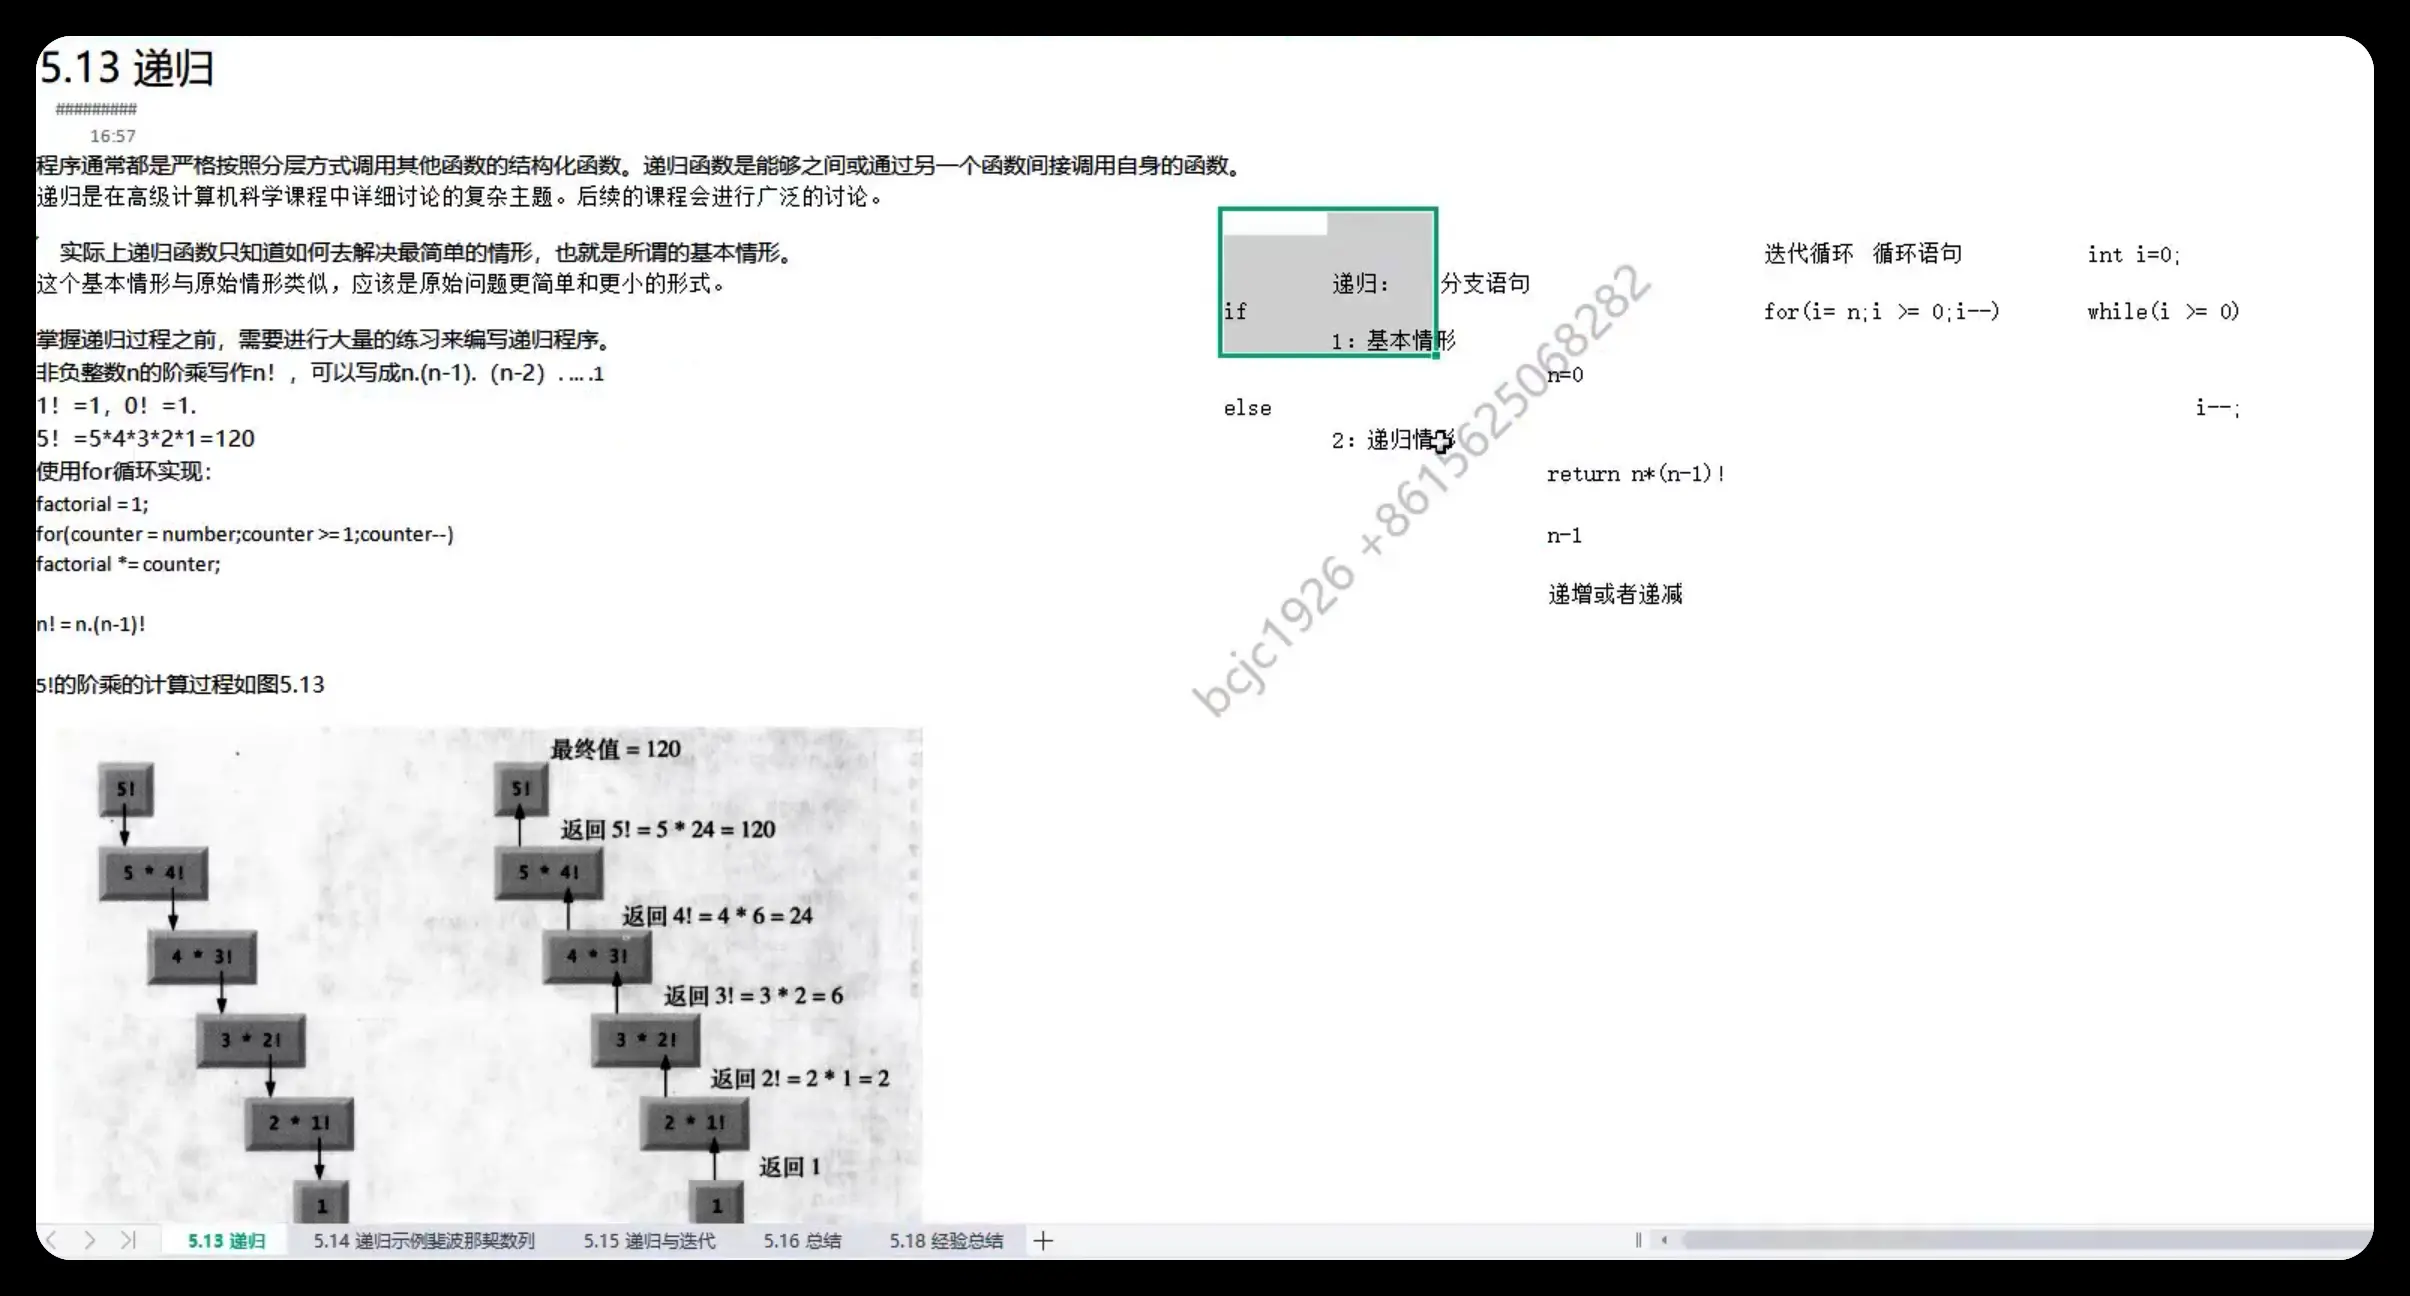 5.13 递归
#########
16:57
程序通常都是严格按照分层方式调用其他函数的结构化函数。递归函数是能够之间或通过另一个函数间接调用自身的函数。
递归是在高级计算机科学课程中详细讨论的复杂主题。后续的课程会进行广泛的讨论。
实际上递归函数只知道如何去解决最简单的情形，也就是所谓的基本情形。
这个基本情形与原始情形类似，应该是原始问题更简单和更小的形式。
掌握递归过程之前，需要进行大量的练习来编写递归程序。
非负整数n的阶乘写作n！，可以写成n.(n-1).（n-2）.....1
1！=1，0！=1.
5！=5*4*3*2*1=120
使用for循环实现：
factorial = 1;
for(counter = number;counter >= 1;counter--)
factorial *= counter;
n! = n.(n-1)!
5!的阶乘的计算过程如图5.13
递归： 分支语句
if
1：基本情形
n=0
else
2：递归情形
return n*(n-1)!
n-1
递增或者递减
迭代循环 循环语句 int i=0;
for(i= n;i >= 0;i--) while(i >= 0)
i--;
bcjc1926 +8615625068282
5!
5 * 4!
4 * 3!
3 * 2!
2 * 1!
1
最终值 = 120
5!
返回 5! = 5 * 24 = 120
5 * 4!
返回 4! = 4 * 6 = 24
4 * 3!
返回 3! = 3 * 2 = 6
3 * 2!
返回 2! = 2 * 1 = 2
2 * 1!
返回 1
1
5.13 递归 5.14 递归示例斐波那契数列 5.15 递归与迭代 5.16 总结 5.18 经验总结